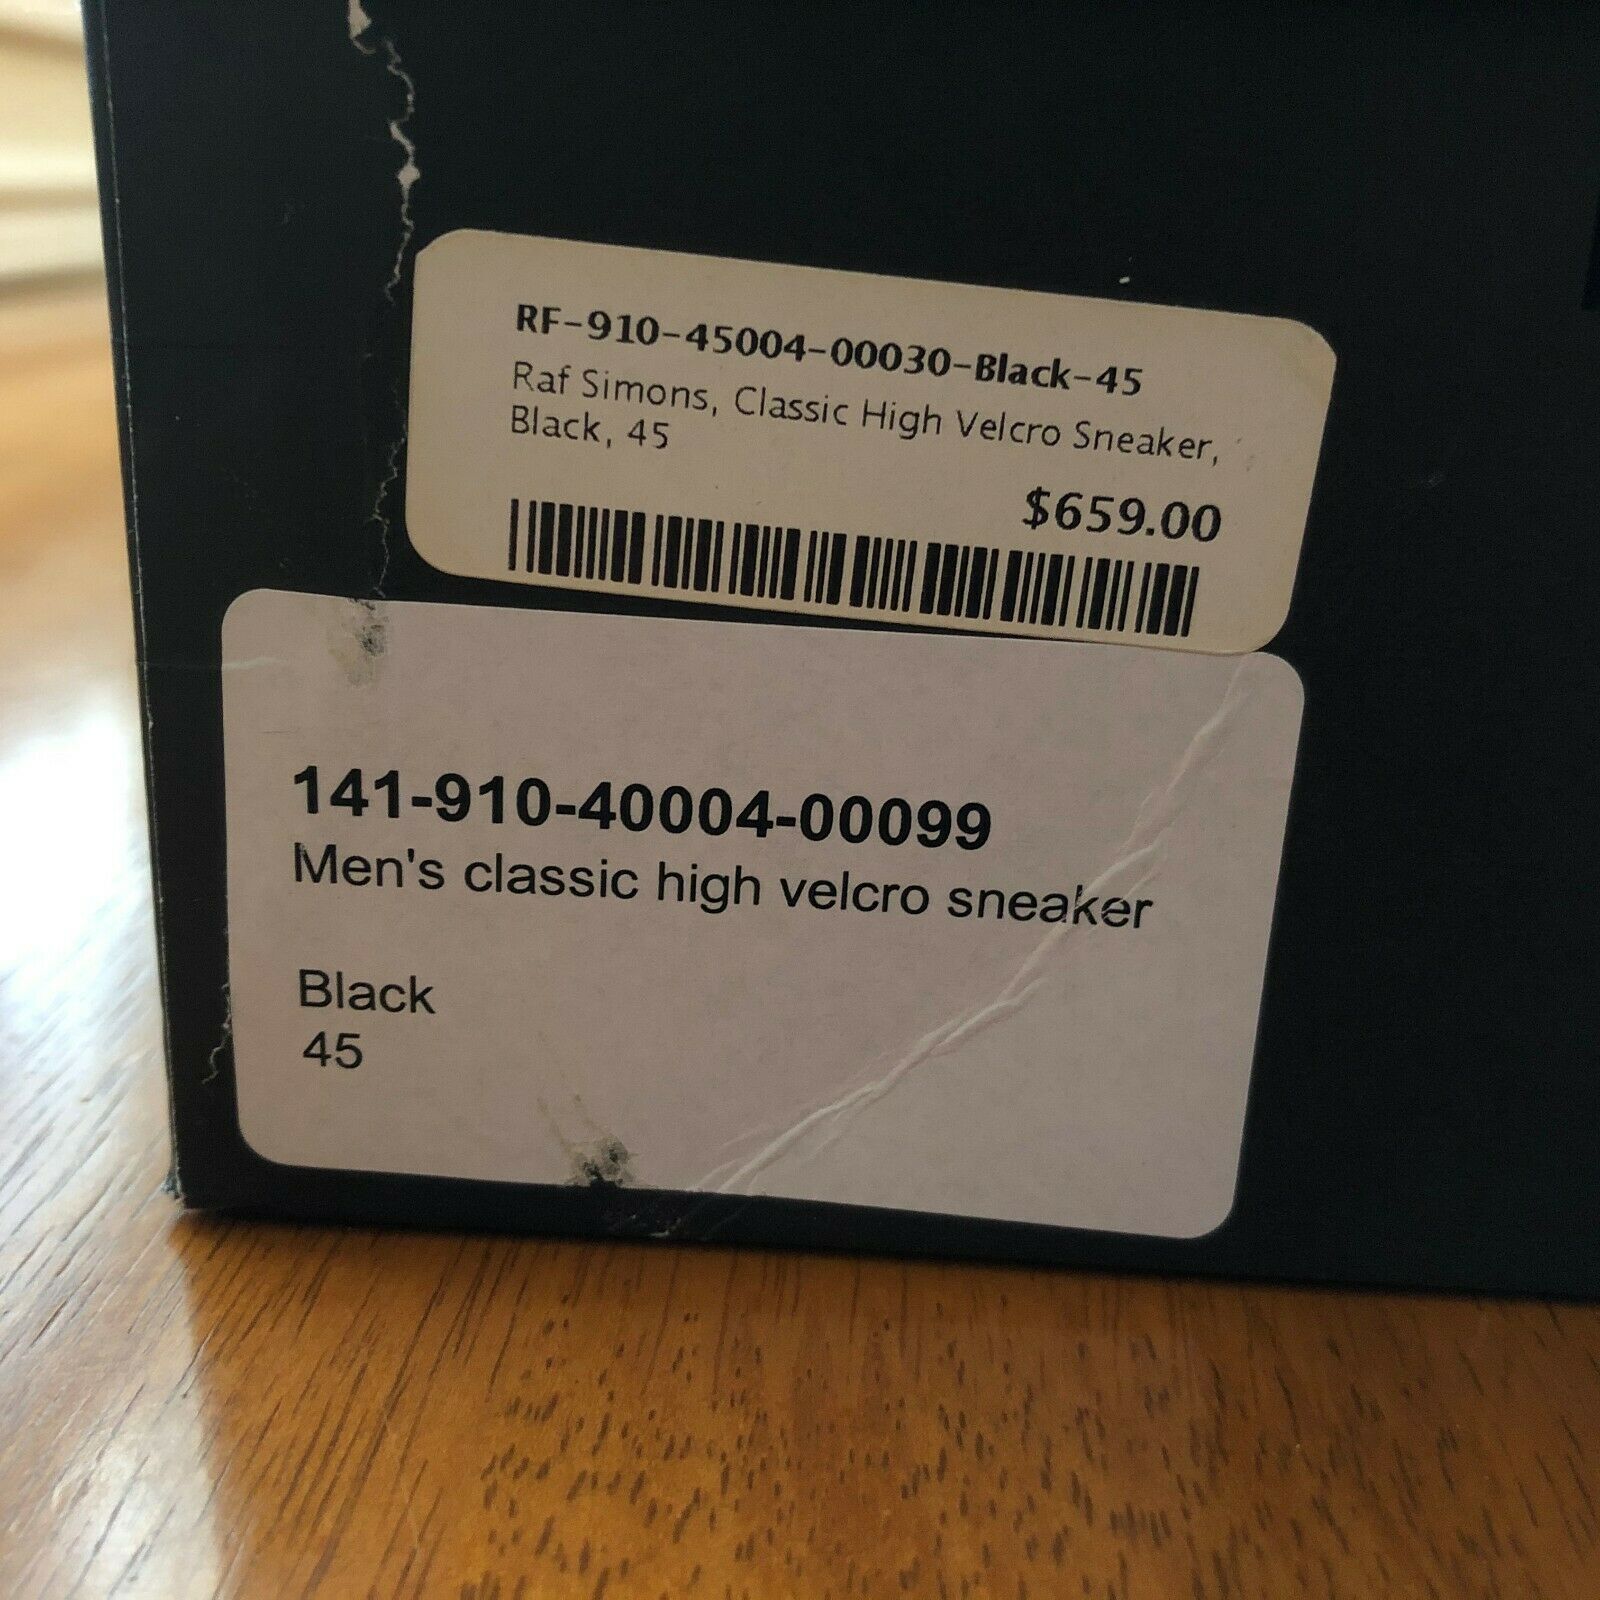 RF-910-45004-00030-Black-45
Raf Simons, Classic High Velcro Sneaker,
Black, 45
$659.00
141-910-40004-00099
Men's classic high velcro sneaker
Black
45